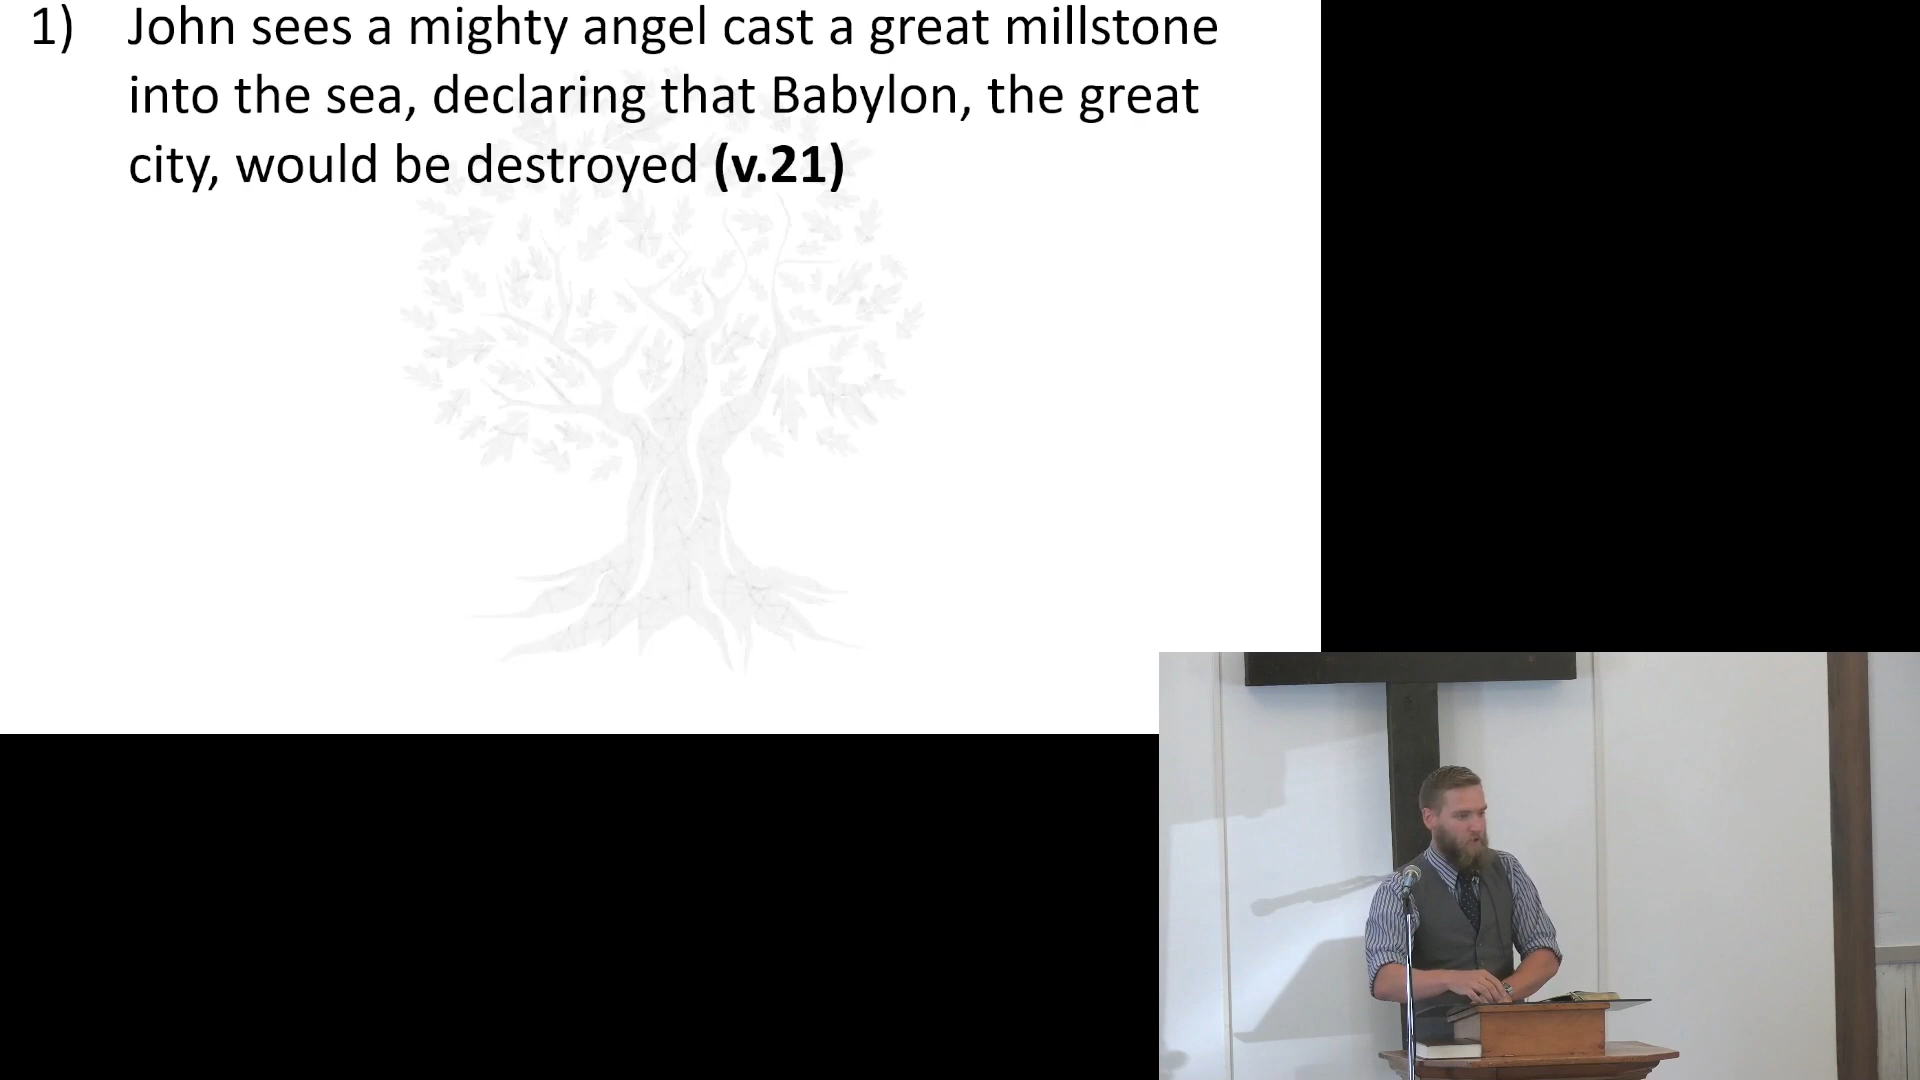 1) John sees a mighty angel cast a great millstone
into the sea, declaring that Babylon, the great
city, would be destroyed (v.21)